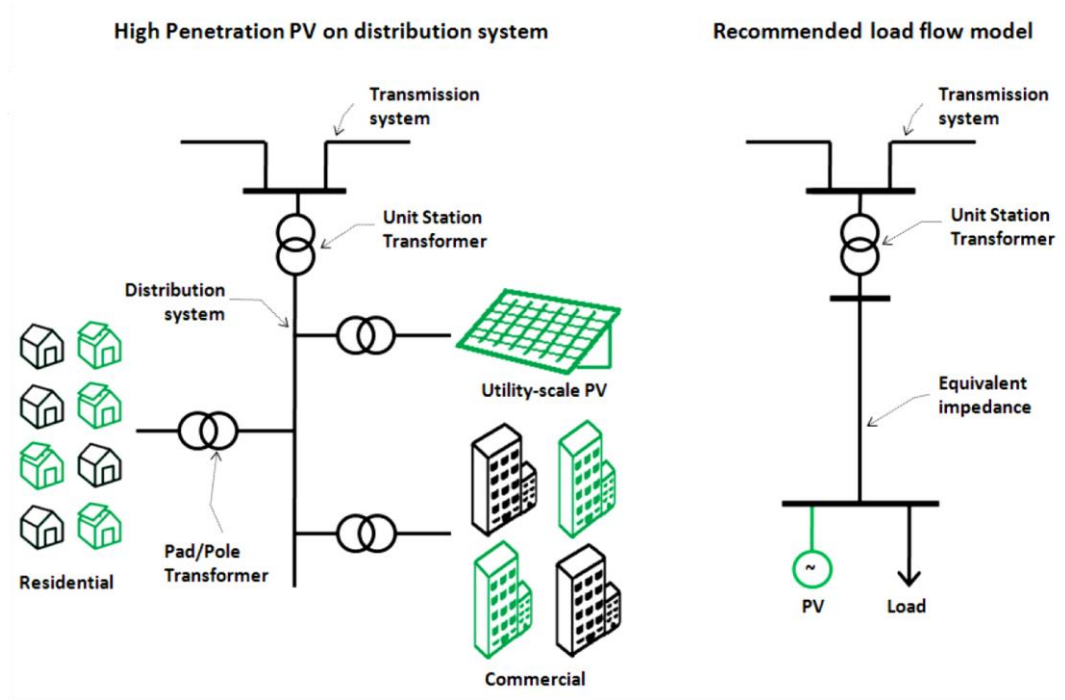 High Penetration PV on distribution system
Recommended load flow model
Transmission
system
Unit Station
Transformer
Distribution
system
Utility-scale PV
Residential
Pad/Pole
Transformer
Commercial
Transmission
system
Unit Station
Transformer
Equivalent
impedance
~
PV
Load